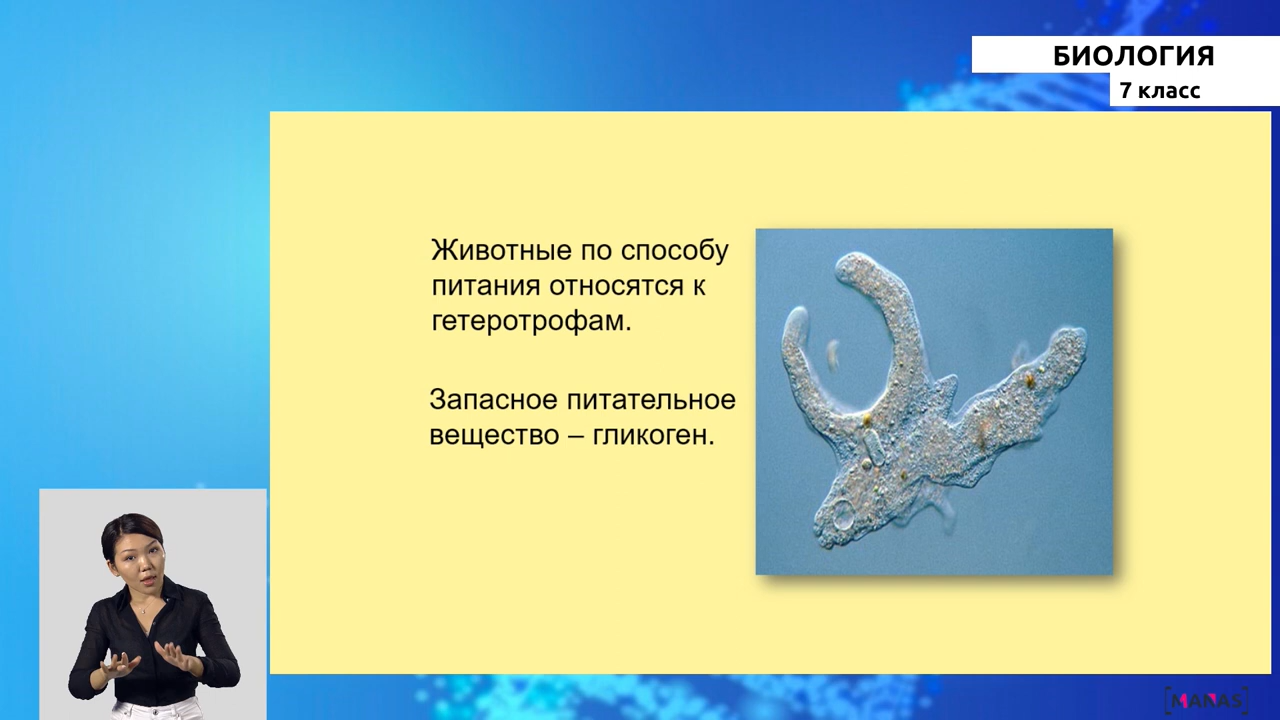 БИОЛОГИЯ
7 класс
Животные по способу
питания относятся к
гетеротрофам.
Запасное питательное
вещество – гликоген.
[MANAS]